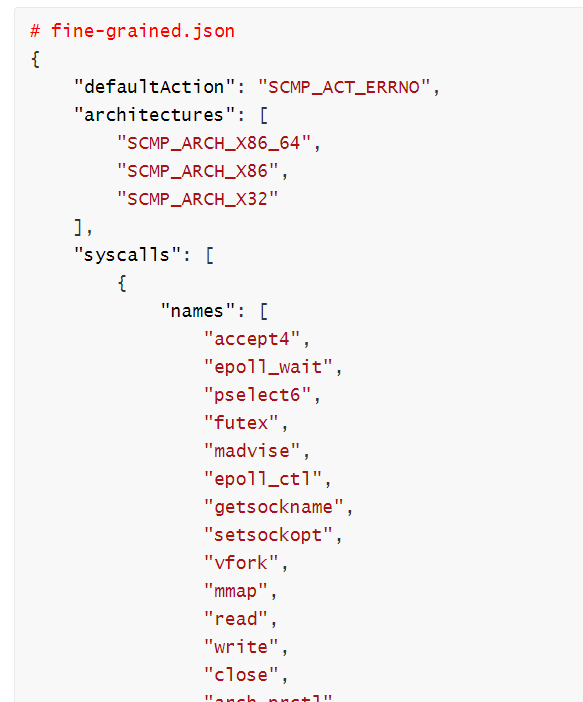 # fine-grained.json
{
    "defaultAction": "SCMP_ACT_ERRNO",
    "architectures": [
        "SCMP_ARCH_X86_64",
        "SCMP_ARCH_X86",
        "SCMP_ARCH_X32"
    ],
    "syscalls": [
        {
            "names": [
                "accept4",
                "epoll_wait",
                "pselect6",
                "futex",
                "madvise",
                "epoll_ctl",
                "getsockname",
                "setsockopt",
                "vfork",
                "mmap",
                "read",
                "write",
                "close",
                "arch_prctl"